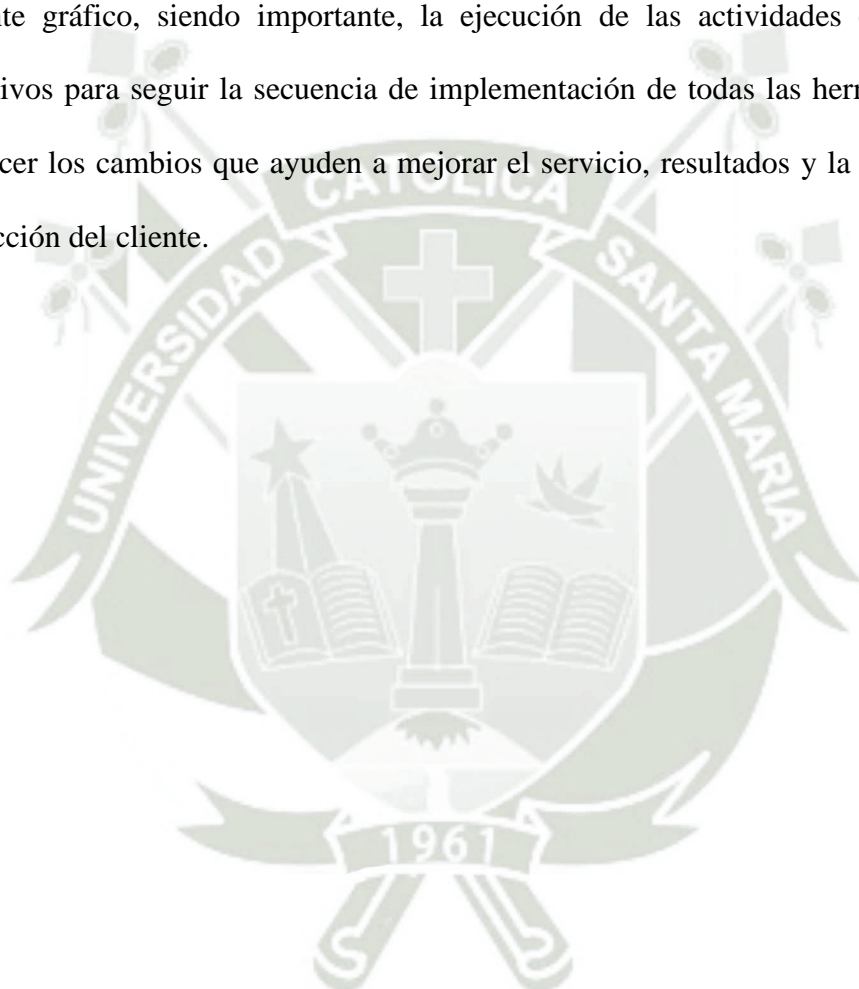 nte gráfico, siendo importante, la ejecución de las actividades
ivos para seguir la secuencia de implementación de todas las herr
cer los cambios que ayuden a mejorar el servicio, resultados y la
cción del cliente.
UNIVERSIDAD CATOLICA SANTA MARIA
1961